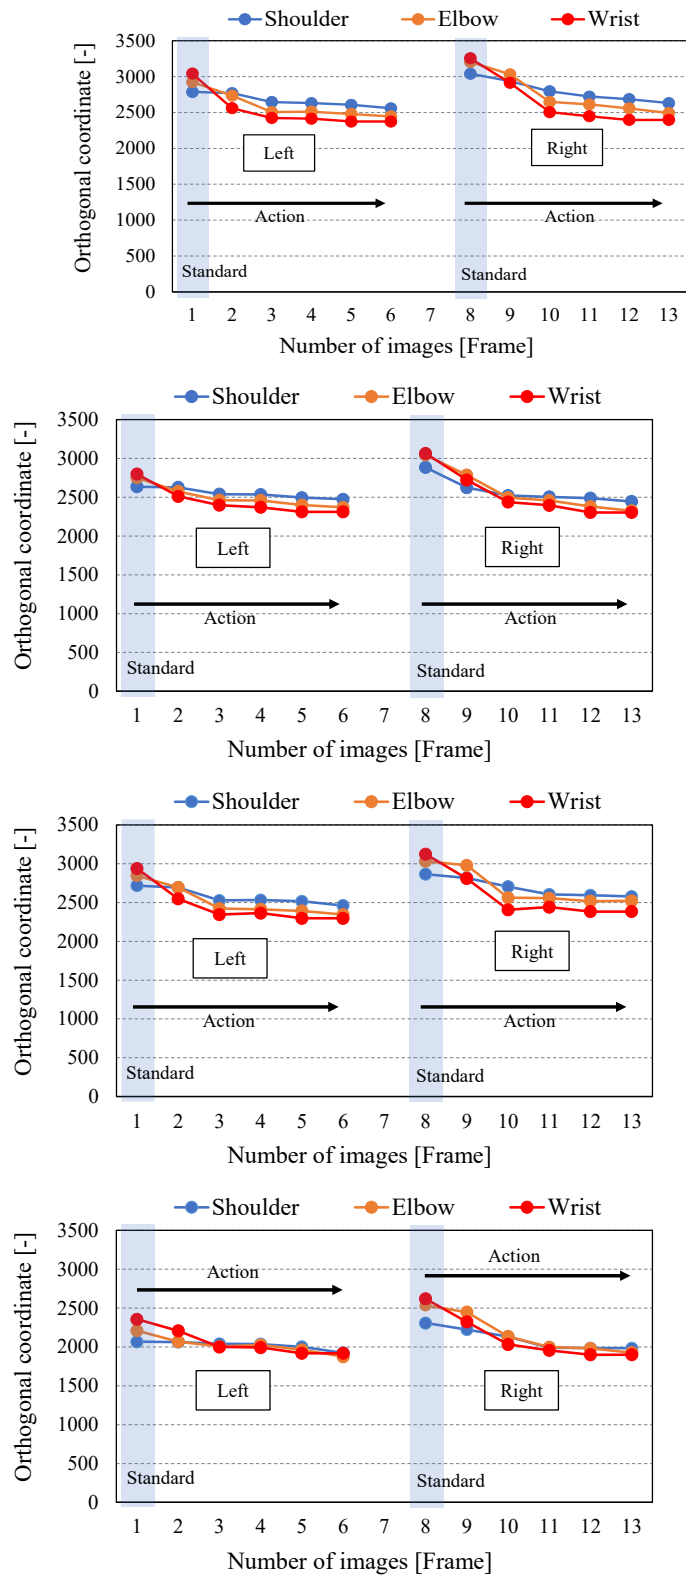 Shoulder Elbow Wrist
Orthogonal coordinate [-]
3500
3000
2500
2000
1500
1000
500
0
Left
Right
Action
Action
Standard
Standard
1 2 3 4 5 6 7 8 9 10 11 12 13
Number of images [Frame]
Shoulder Elbow Wrist
Orthogonal coordinate [-]
3500
3000
2500
2000
1500
1000
500
0
Left
Right
Action
Action
Standard
Standard
1 2 3 4 5 6 7 8 9 10 11 12 13
Number of images [Frame]
Shoulder Elbow Wrist
Orthogonal coordinate [-]
3500
3000
2500
2000
1500
1000
500
0
Left
Right
Action
Action
Standard
Standard
1 2 3 4 5 6 7 8 9 10 11 12 13
Number of images [Frame]
Shoulder Elbow Wrist
Orthogonal coordinate [-]
3500
3000
2500
2000
1500
1000
500
0
Action
Action
Left
Right
Standard
Standard
1 2 3 4 5 6 7 8 9 10 11 12 13
Number of images [Frame]